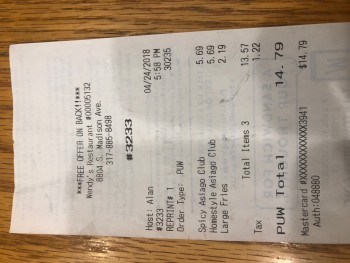 ***FREE OFFER ON BACK!!***
Wendy's Restaurant #00005132
8804 S. Madison Ave.
317-885-8498
#3233
Host: Alan 04/24/2018
#3233 5:58 PM
REPRINT# 1 30235
Order Type: PUW
Spicy Asiago Club 5.69
Homestyle Asiago Club 5.69
Large Fries 2.19
Total Items 3 13.57
Tax 1.22
PUW Total 14.79
Mastercard #XXXXXXXXXXXX3941 $14.79
Auth:048880